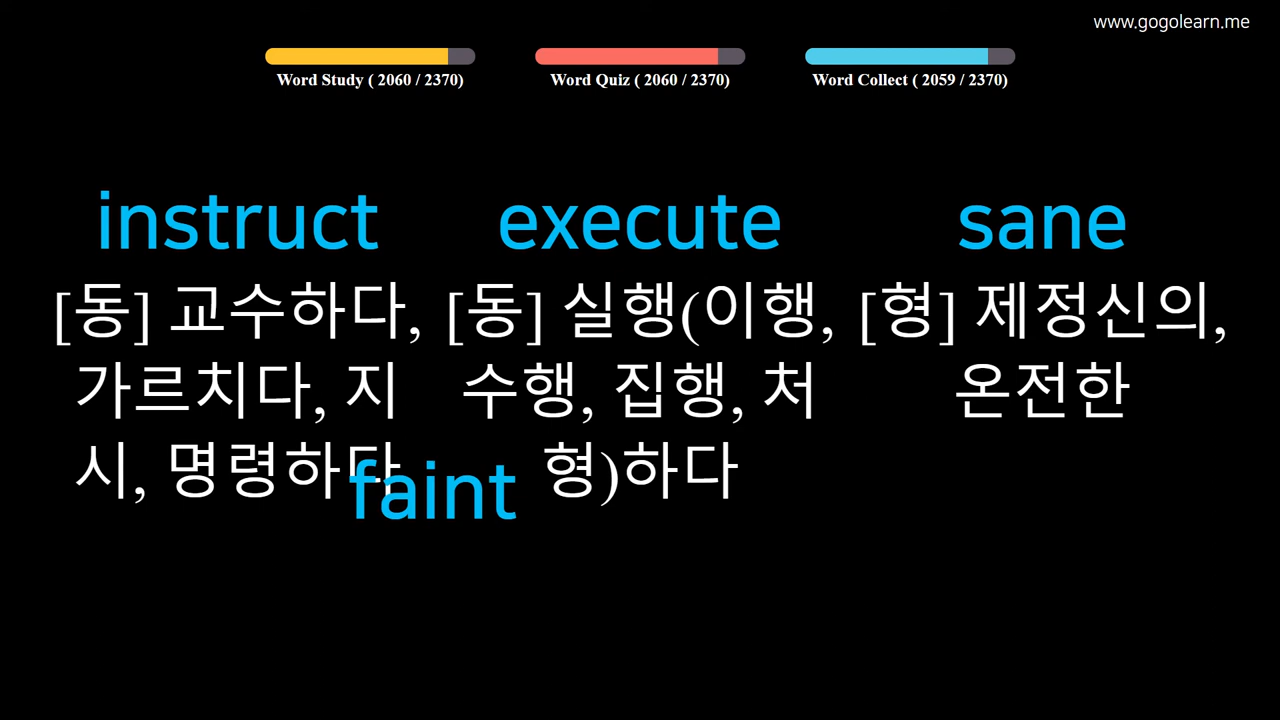 www.gogolearn.me
Word Study ( 2060 / 2370)
Word Quiz ( 2060 / 2370)
Word Collect ( 2059 / 2370)
instruct
[동] 교수하다,
가르치다, 지
시, 명령하다
execute
[동] 실행(이행,
수행, 집행, 처
형)하다
sane
[형] 제정신의,
온전한
faint